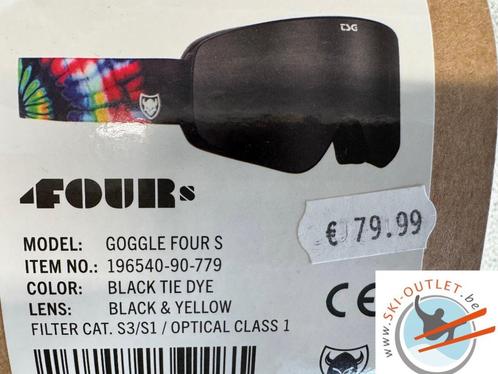 TSG
4FOUR S
€ 79.99
MODEL: GOGGLE FOUR S
ITEM NO.: 196540-90-779
COLOR: BLACK TIE DYE
LENS: BLACK & YELLOW
FILTER CAT. S3/S1 / OPTICAL CLASS 1
CE
www.SKI-OUTLET.be